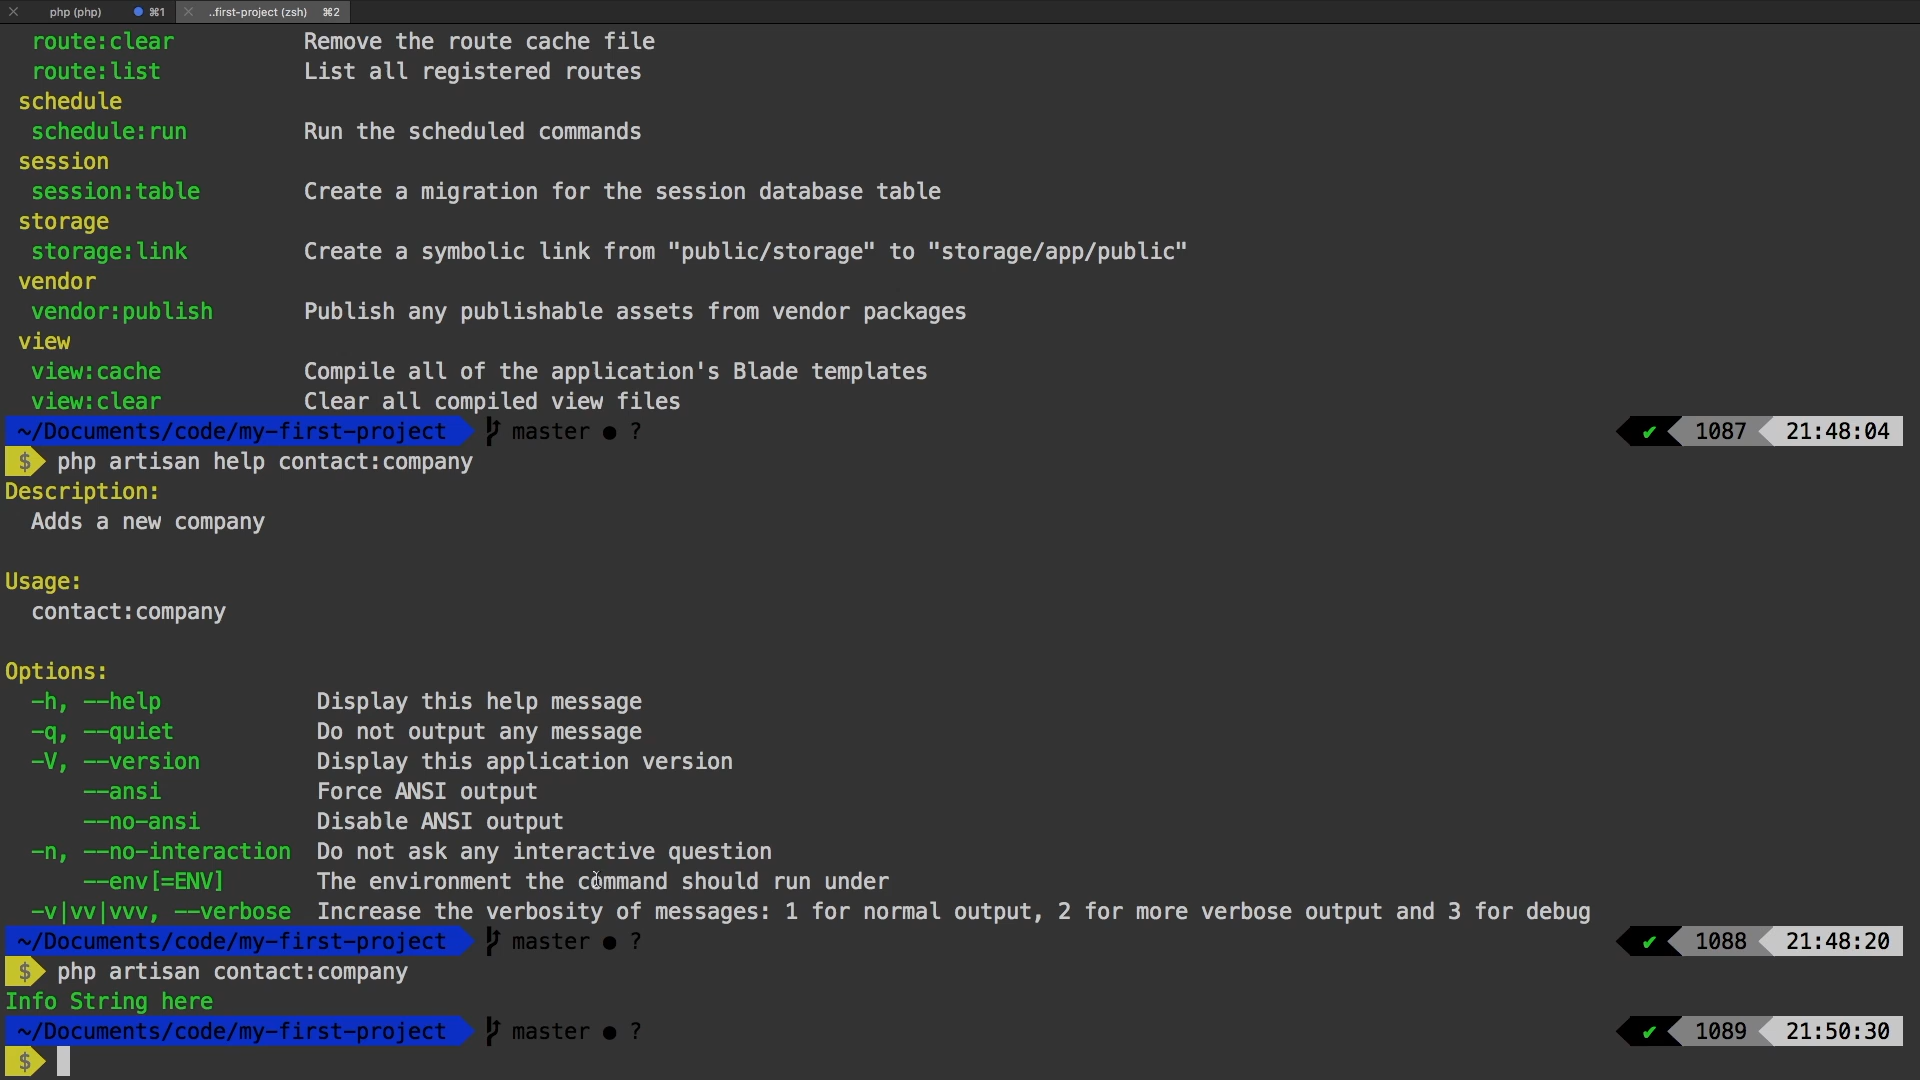 php (php) ⌘1 ..first-project (zsh) ⌘2
route:clear Remove the route cache file
route:list List all registered routes
schedule
schedule:run Run the scheduled commands
session
session:table Create a migration for the session database table
storage
storage:link Create a symbolic link from "public/storage" to "storage/app/public"
vendor
vendor:publish Publish any publishable assets from vendor packages
view
view:cache Compile all of the application's Blade templates
view:clear Clear all compiled view files
~/Documents/code/my-first-project master ● ? ✔ 1087 21:48:04
$ php artisan help contact:company
Description:
Adds a new company
Usage:
contact:company
Options:
-h, --help Display this help message
-q, --quiet Do not output any message
-V, --version Display this application version
--ansi Force ANSI output
--no-ansi Disable ANSI output
-n, --no-interaction Do not ask any interactive question
--env[=ENV] The environment the command should run under
-v|vv|vvv, --verbose Increase the verbosity of messages: 1 for normal output, 2 for more verbose output and 3 for debug
~/Documents/code/my-first-project master ● ? ✔ 1088 21:48:20
$ php artisan contact:company
Info String here
~/Documents/code/my-first-project master ● ? ✔ 1089 21:50:30
$